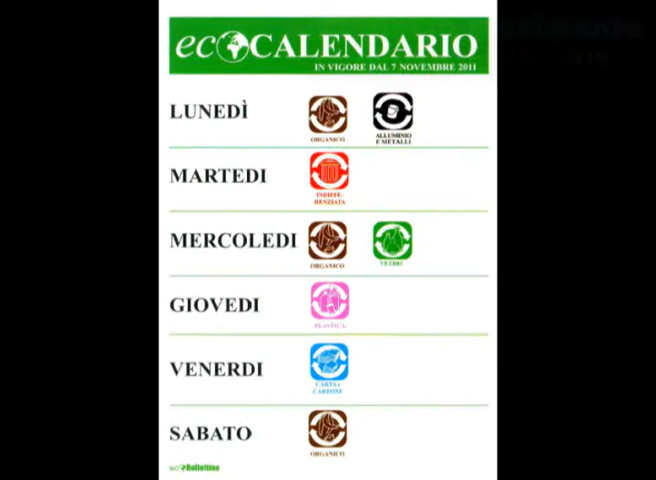 ecOCALENDARIO
IN VIGORE DAL 7 NOVEMBRE 2011
LUNEDÌ
ORGANICO
ALLUMINIO
E METALLI
MARTEDI
INDIFFE-
RENZIATA
MERCOLEDI
ORGANICO
VETRO
GIOVEDI
PLASTICA
VENERDI
CARTA e
CARTONE
SABATO
ORGANICO
Bollettino